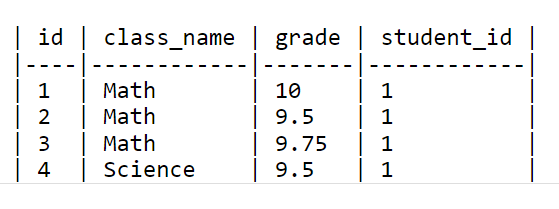 | id | class_name | grade | student_id |
|----|------------|-------|------------|
| 1 | Math | 10 | 1 |
| 2 | Math | 9.5 | 1 |
| 3 | Math | 9.75 | 1 |
| 4 | Science | 9.5 | 1 |